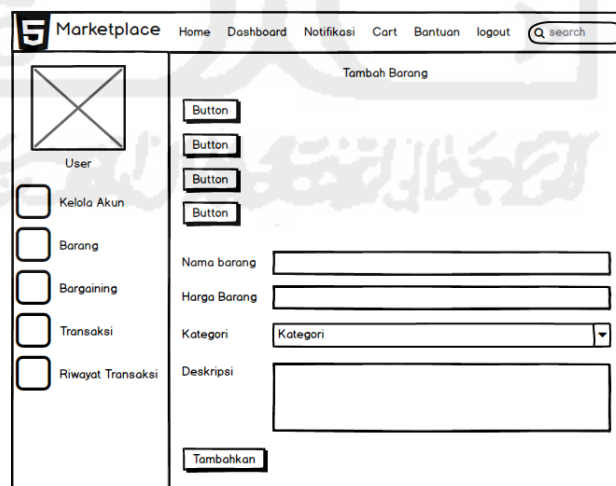 5 Marketplace Home Dashboard Notifikasi Cart Bantuan logout search
Tambah Barang
User
Kelola Akun
Barang
Bargaining
Transaksi
Riwayat Transaksi
Button
Button
Button
Button
Nama barang
Harga Barang
Kategori Kategori
Deskripsi
Tambahkan